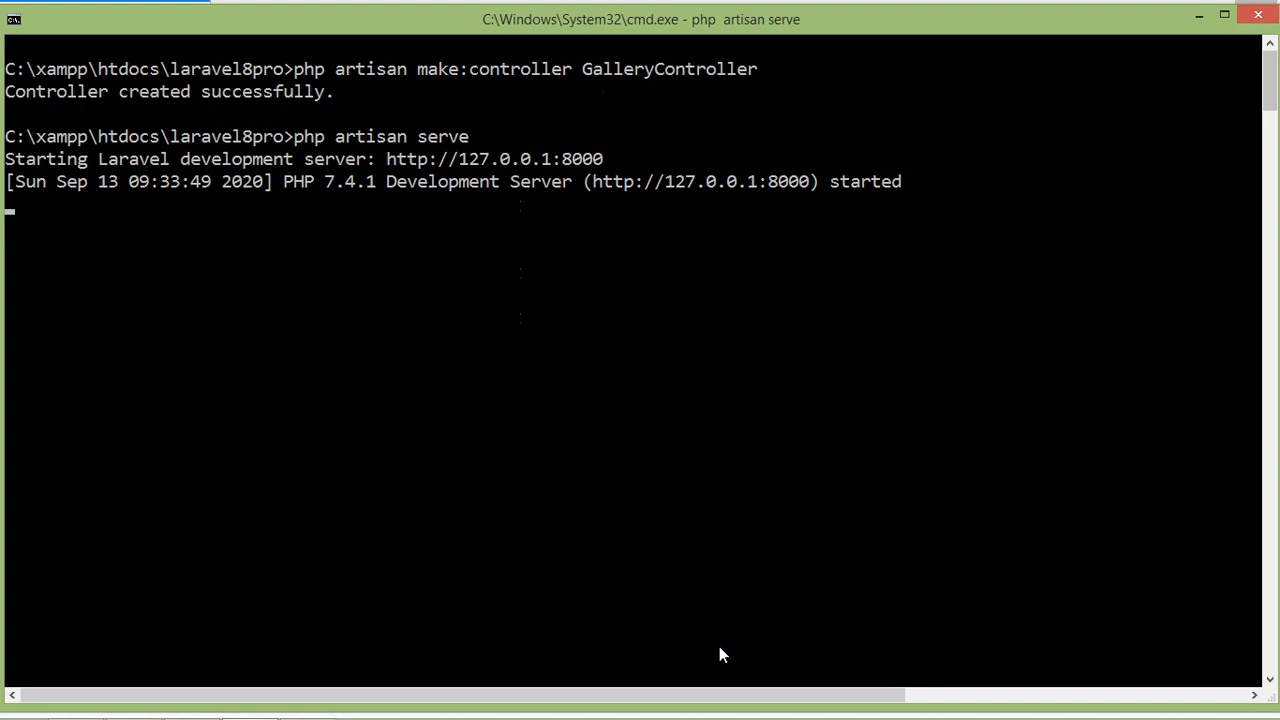 C:\Windows\System32\cmd.exe - php  artisan serve
C:\xampp\htdocs\laravel8pro>php artisan make:controller GalleryController
Controller created successfully.
C:\xampp\htdocs\laravel8pro>php artisan serve
Starting Laravel development server: http://127.0.0.1:8000
[Sun Sep 13 09:33:49 2020] PHP 7.4.1 Development Server (http://127.0.0.1:8000) started